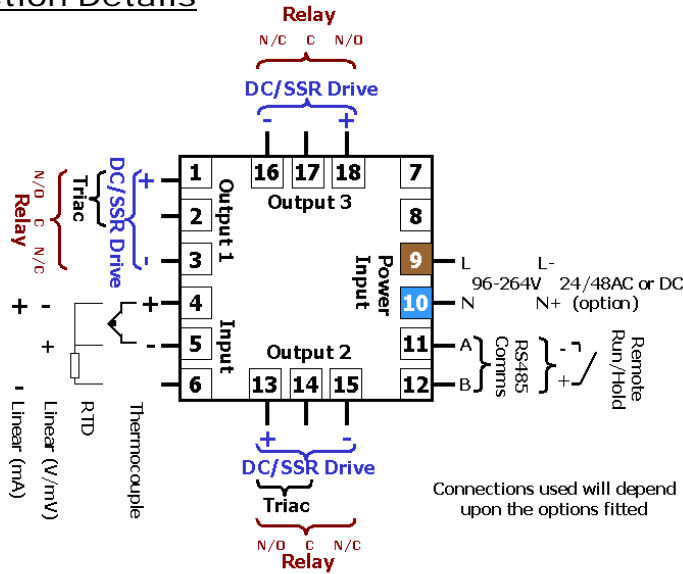 ction Details
Relay
N/C C N/O
DC/SSR Drive
- +
16 17 18
Output 3
1
2
3
4
5
6
Output 1
Input
+
-
DC/SSR Drive
Triac
N/O C N/C
Relay
+
-
Thermocouple
RTD
- +
Linear (V/mV)
+ -
Linear (mA)
7
8
9
10
11
12
Power
Input
L L-
96-264V 24/48AC or DC
N N+ (option)
A
B
RS485
Comms
-
+
Remote
Run/Hold
Output 2
13 14 15
+ -
DC/SSR Drive
Triac
N/O C N/C
Relay
Connections used will depend
upon the options fitted